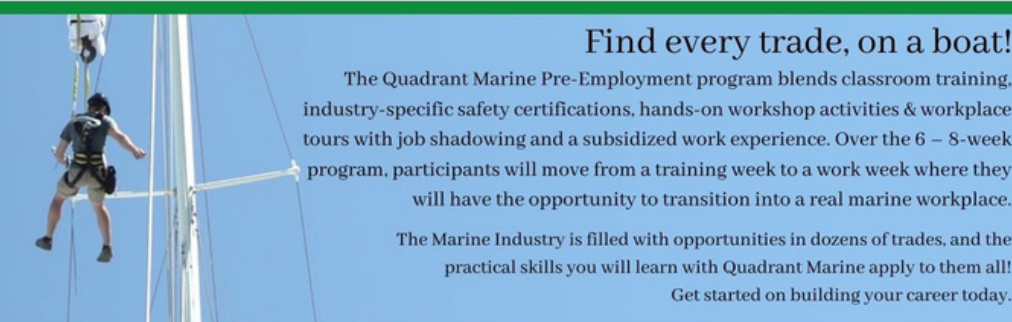 Find every trade, on a boat!
The Quadrant Marine Pre-Employment program blends classroom training,
industry-specific safety certifications, hands-on workshop activities & workplace
tours with job shadowing and a subsidized work experience. Over the 6 – 8-week
program, participants will move from a training week to a work week where they
will have the opportunity to transition into a real marine workplace.
The Marine Industry is filled with opportunities in dozens of trades, and the
practical skills you will learn with Quadrant Marine apply to them all!
Get started on building your career today.